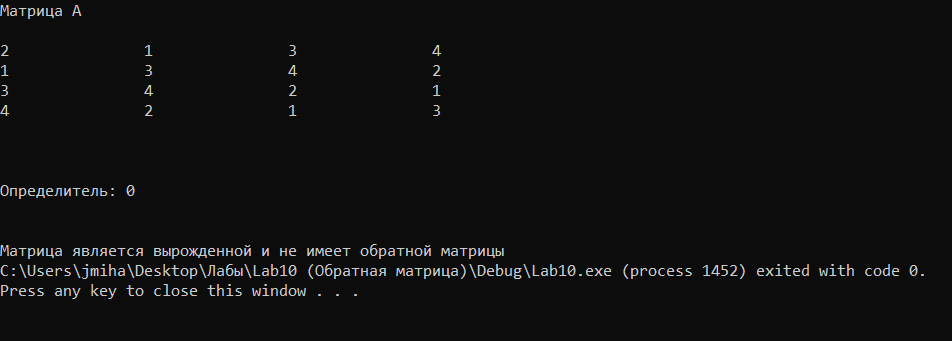 Матрица A
2 1 3 4
1 3 4 2
3 4 2 1
4 2 1 3
Определитель: 0
Матрица является вырожденной и не имеет обратной матрицы
C:\Users\jmiha\Desktop\Лабы\Lab10 (Обратная матрица)\Debug\Lab10.exe (process 1452) exited with code 0.
Press any key to close this window . . .